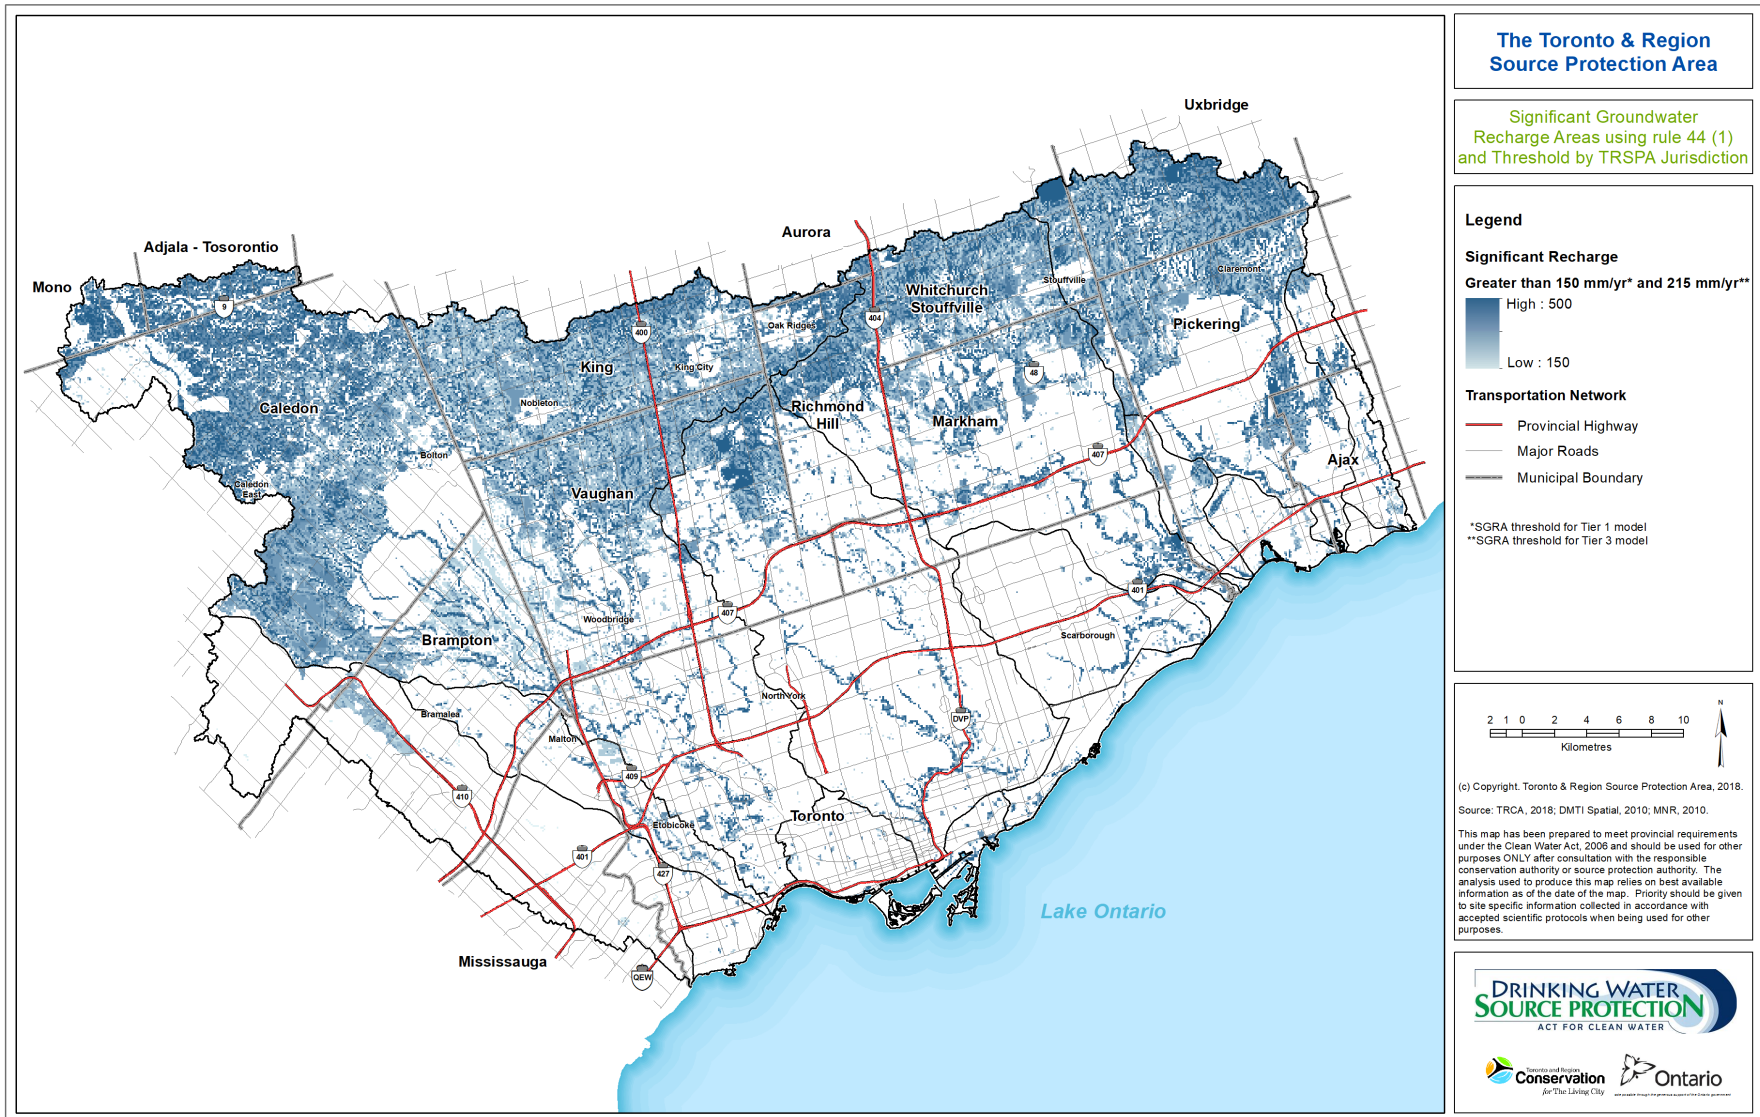 The Toronto & Region
Source Protection Area
Significant Groundwater
Recharge Areas using rule 44 (1)
and Threshold by TRSPA Jurisdiction
Legend
Significant Recharge
Greater than 150 mm/yr* and 215 mm/yr**
High : 500
Low : 150
Transportation Network
Provincial Highway
Major Roads
Municipal Boundary
*SGRA threshold for Tier 1 model
**SGRA threshold for Tier 3 model
2 1 0 2 4 6 8 10
Kilometres
N
(c) Copyright. Toronto & Region Source Protection Area, 2018.
Source: TRCA, 2018; DMTI Spatial, 2010; MNR, 2010.
This map has been prepared to meet provincial requirements
under the Clean Water Act, 2006 and should be used for other
purposes ONLY after consultation with the responsible
conservation authority or source protection authority. The
analysis used to produce this map relies on best available
information as of the date of the map. Priority should be given
to site specific information collected in accordance with
accepted scientific protocols when being used for other
purposes.
DRINKING WATER
SOURCE PROTECTION
ACT FOR CLEAN WATER
Toronto and Region
Conservation
for The Living City
Ontario
Uxbridge
Aurora
Adjala - Tosorontio
Mono
9
Whitchurch
Stouffville
Stouffville
Claremont
Pickering
Oak Ridges
404
400
King
King City
48
Caledon
Nobleton
Richmond
Hill
Markham
Bolton
407
Ajax
Caledon
East
Vaughan
401
Woodbridge
407
Brampton
Scarborough
North York
Bramalea
DVP
Malton
409
410
Toronto
Etobicoke
401
427
Lake Ontario
Mississauga
QEW